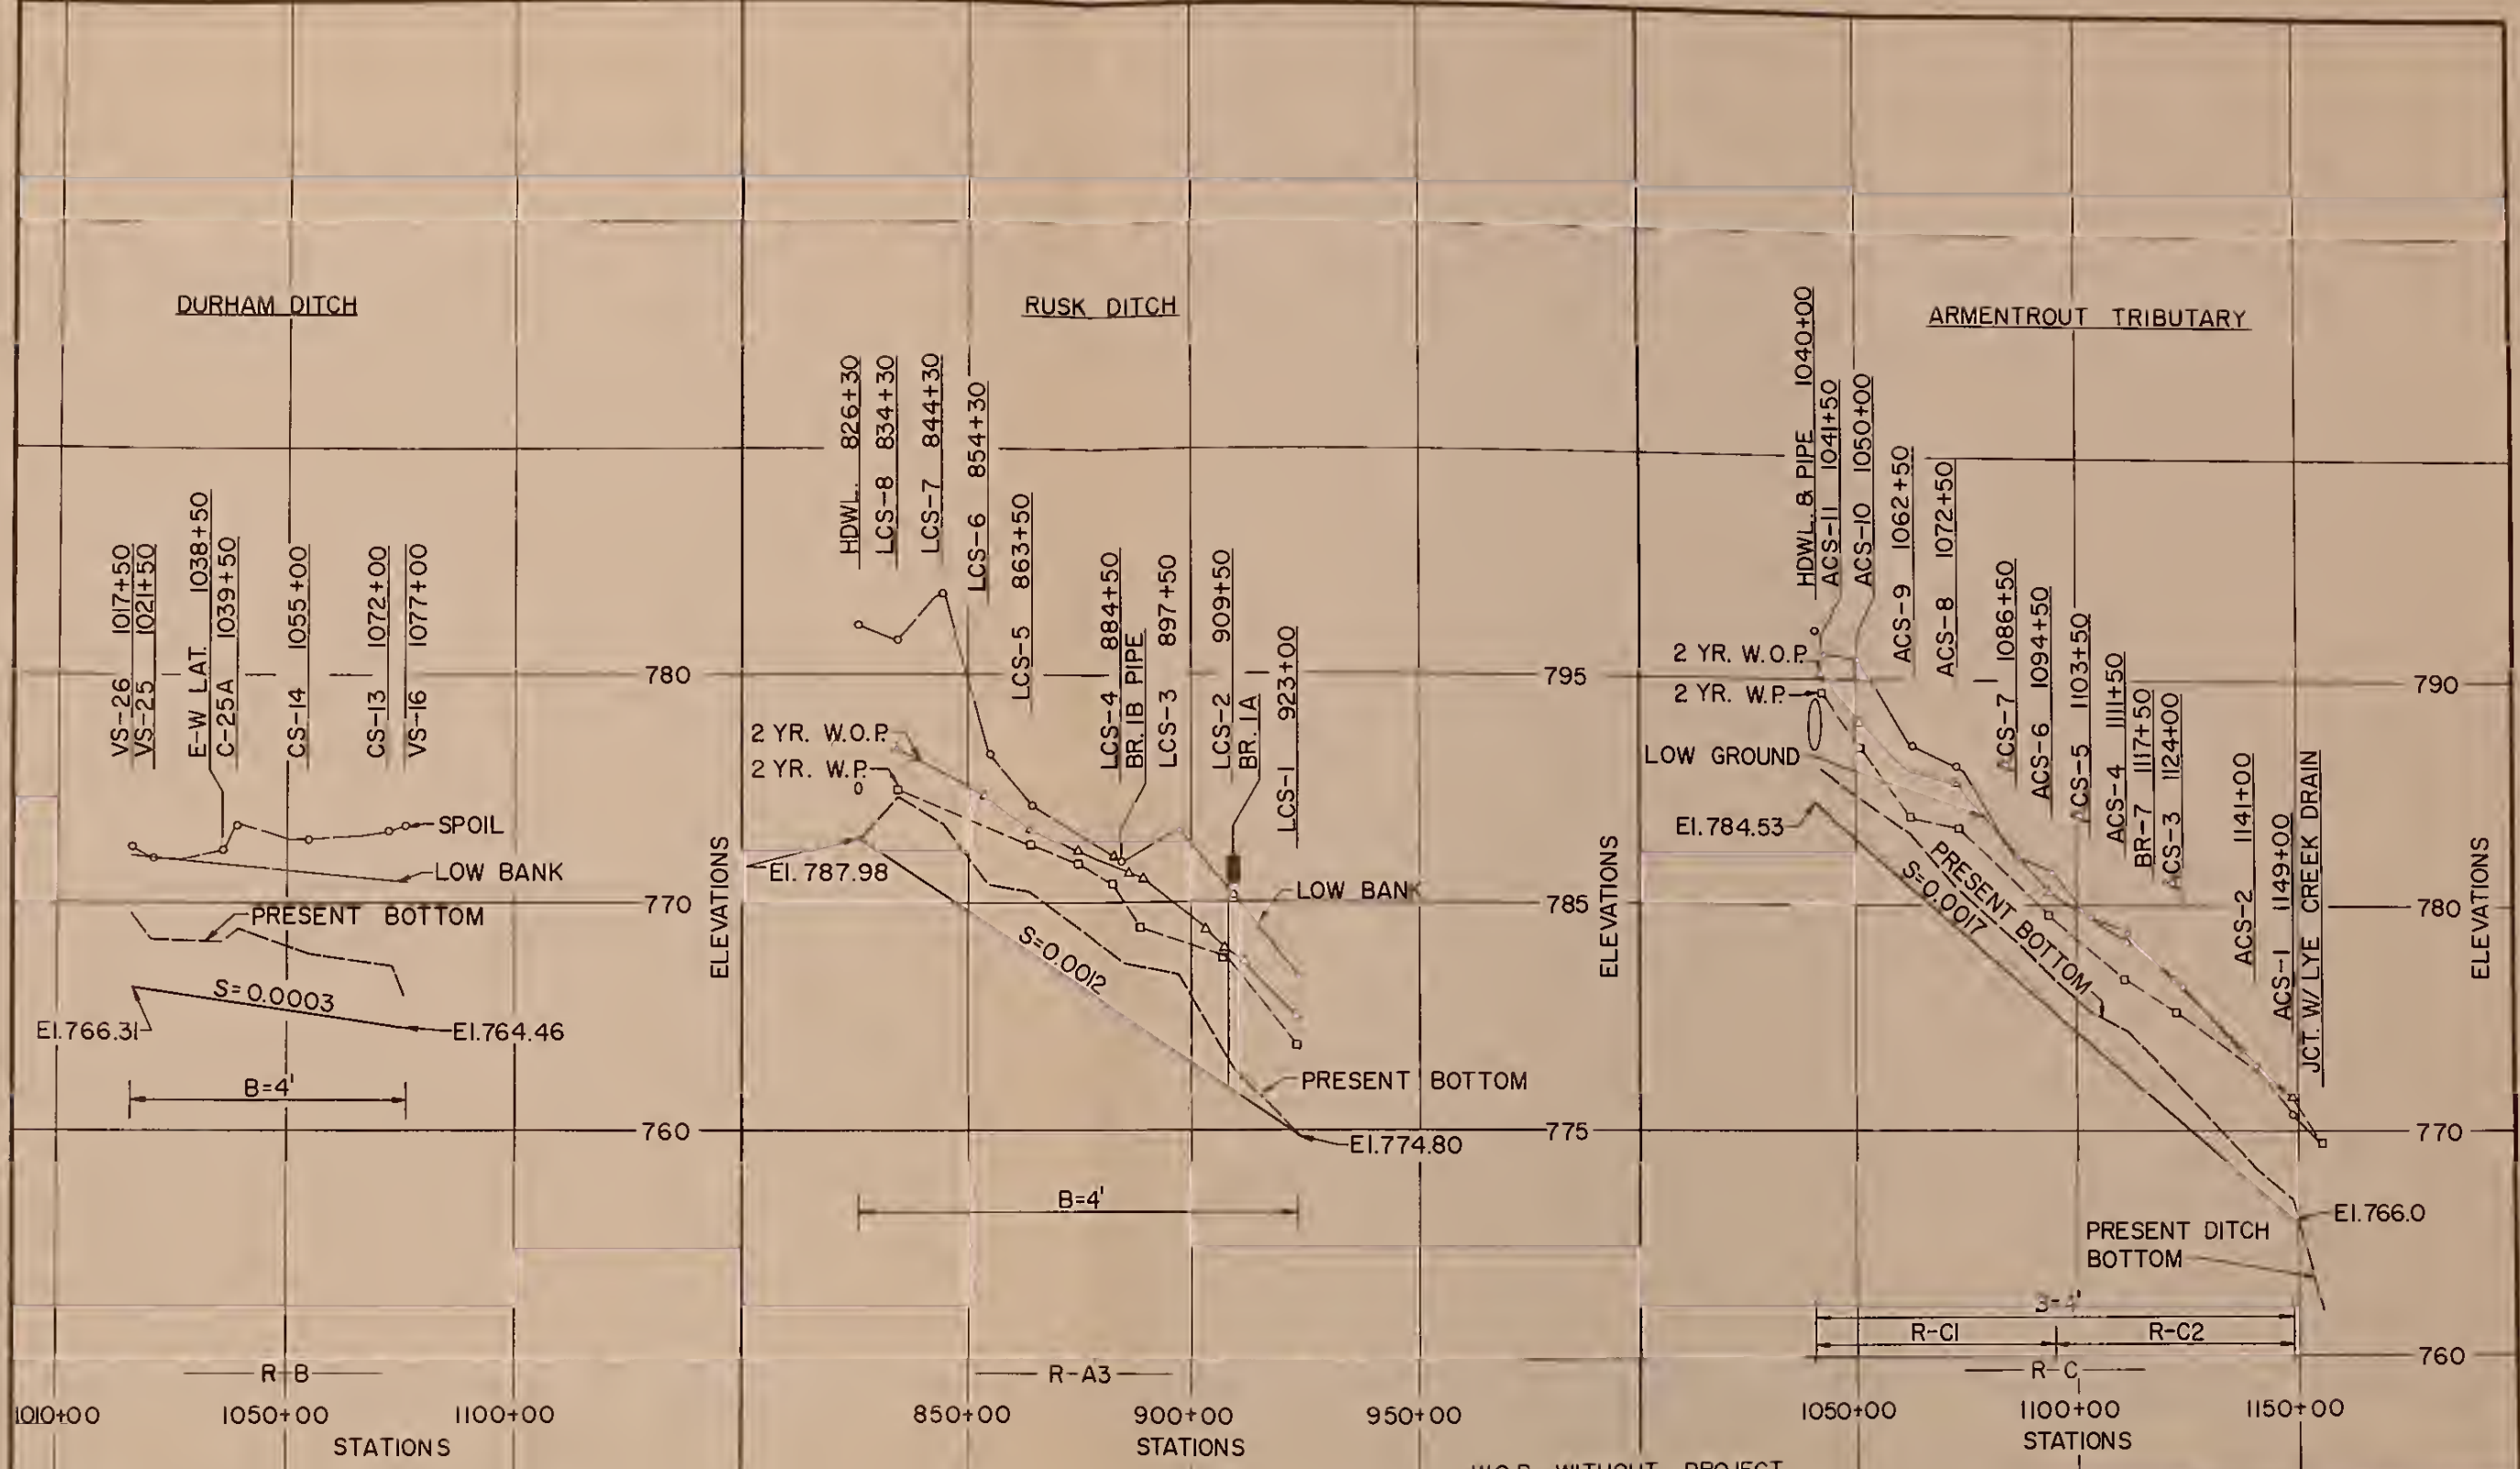 DURHAM DITCH
VS-26 1017+50
VS-25 1021+50
E-W LAT. 1038+50
C-25A 1039+50
CS-14 1055+00
CS-13 1072+00
VS-16 1077+00
SPOIL
LOW BANK
PRESENT BOTTOM
S=0.0003
El.766.31
El.764.46
B=4'
R-B
1010+00
1050+00
1100+00
STATIONS
780
770
760
ELEVATIONS
RUSK DITCH
HDWL. 826+30
LCS-8 834+30
LCS-7 844+30
LCS-6 854+30
LCS-5 863+50
LCS-4 884+50
BR. 1B PIPE
LCS-3 897+50
LCS-2 909+50
BR. 1A
LCS-1 923+00
2 YR. W.O.P.
2 YR. W.P.
El. 787.98
LOW BANK
S=0.0012
PRESENT BOTTOM
El.774.80
B=4'
R-A3
850+00
900+00
950+00
STATIONS
795
785
775
ELEVATIONS
ARMENTROUT TRIBUTARY
HDWL. & PIPE 1040+00
ACS-11 1041+50
ACS-10 1050+00
ACS-9 1062+50
ACS-8 1072+50
ACS-7 1086+50
ACS-6 1094+50
ACS-5 1103+50
ACS-4 1111+50
BR-7 1117+50
ACS-3 1124+00
ACS-2 1141+00
ACS-1 1149+00
JCT. W/ LYE CREEK DRAIN
2 YR. W.O.P.
2 YR. W.P.
LOW GROUND
El.784.53
PRESENT BOTTOM
S=0.0017
El.766.0
PRESENT DITCH
BOTTOM
B=4'
R-C1
R-C2
R-C
1050+00
1100+00
1150+00
STATIONS
790
780
770
760
ELEVATIONS
W.O.P. WITHOUT PROJECT